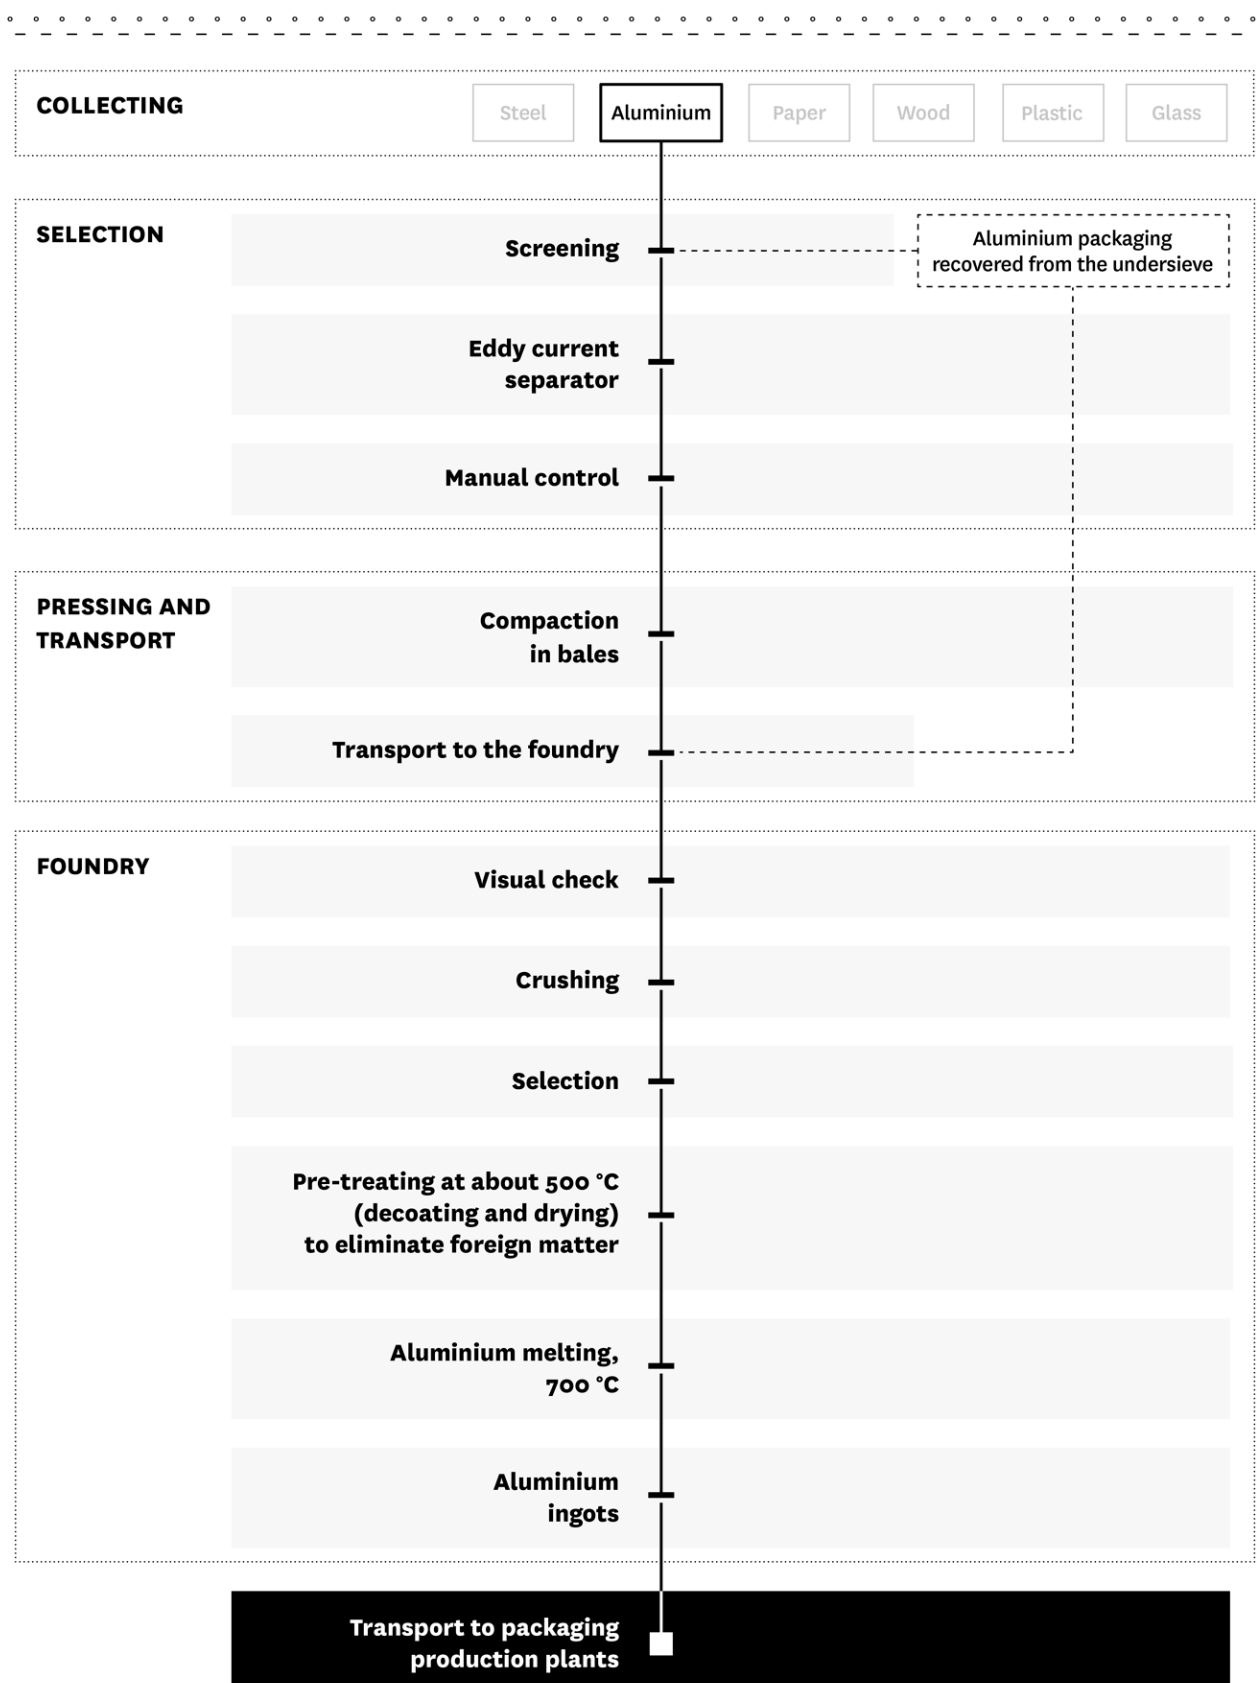 COLLECTING
Steel
Aluminium
Paper
Wood
Plastic
Glass
SELECTION
Screening
Aluminium packaging
recovered from the undersieve
Eddy current
separator
Manual control
PRESSING AND
TRANSPORT
Compaction
in bales
Transport to the foundry
FOUNDRY
Visual check
Crushing
Selection
Pre-treating at about 500 °C
(decoating and drying)
to eliminate foreign matter
Aluminium melting,
700 °C
Aluminium
ingots
Transport to packaging
production plants